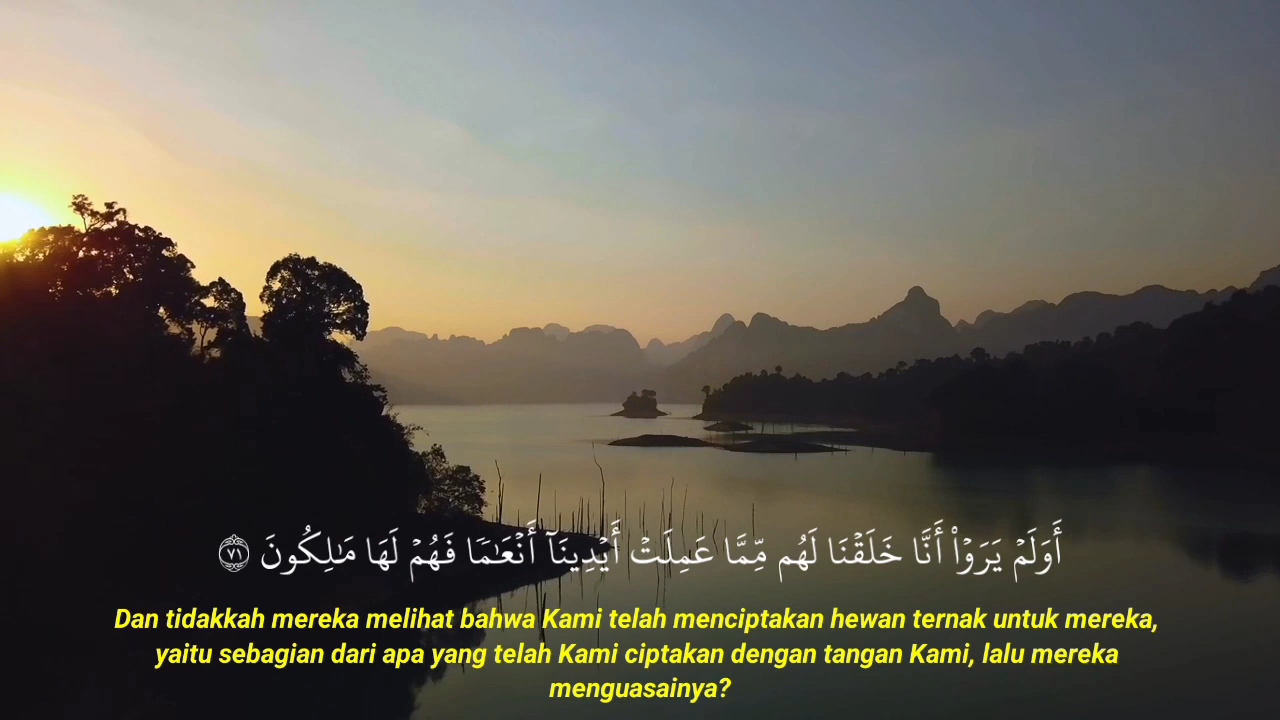 أَوَلَمۡ يَرَوۡاْ أَنَّا خَلَقۡنَا لَهُم مِّمَّا عَمِلَتۡ أَيۡدِينَآ أَنۡعَٰمٗا فَهُمۡ لَهَا مَٰلِكُونَ ٧١
Dan tidakkah mereka melihat bahwa Kami telah menciptakan hewan ternak untuk mereka,
yaitu sebagian dari apa yang telah Kami ciptakan dengan tangan Kami, lalu mereka
menguasainya?